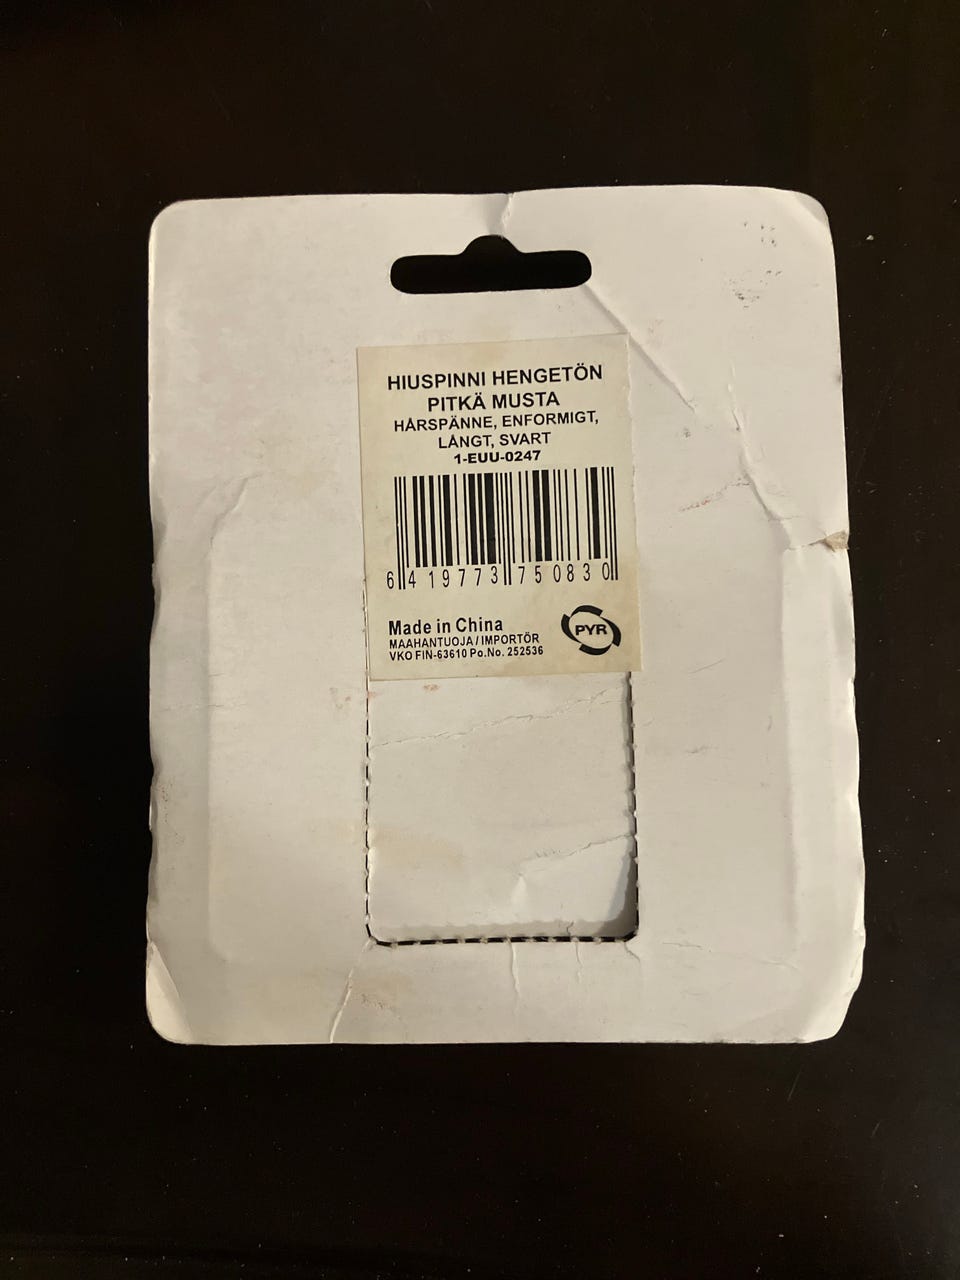 HIUSPINNI HENGETÖN
PITKÄ MUSTA
HÅRSPÄNNE, ENFORMIGT,
LÅNGT, SVART
1-EUU-0247
6 419773 750830
Made in China
MAAHANTUOJA/IMPORTÖR
VKO FIN-63610 Po.No. 252536
PYR